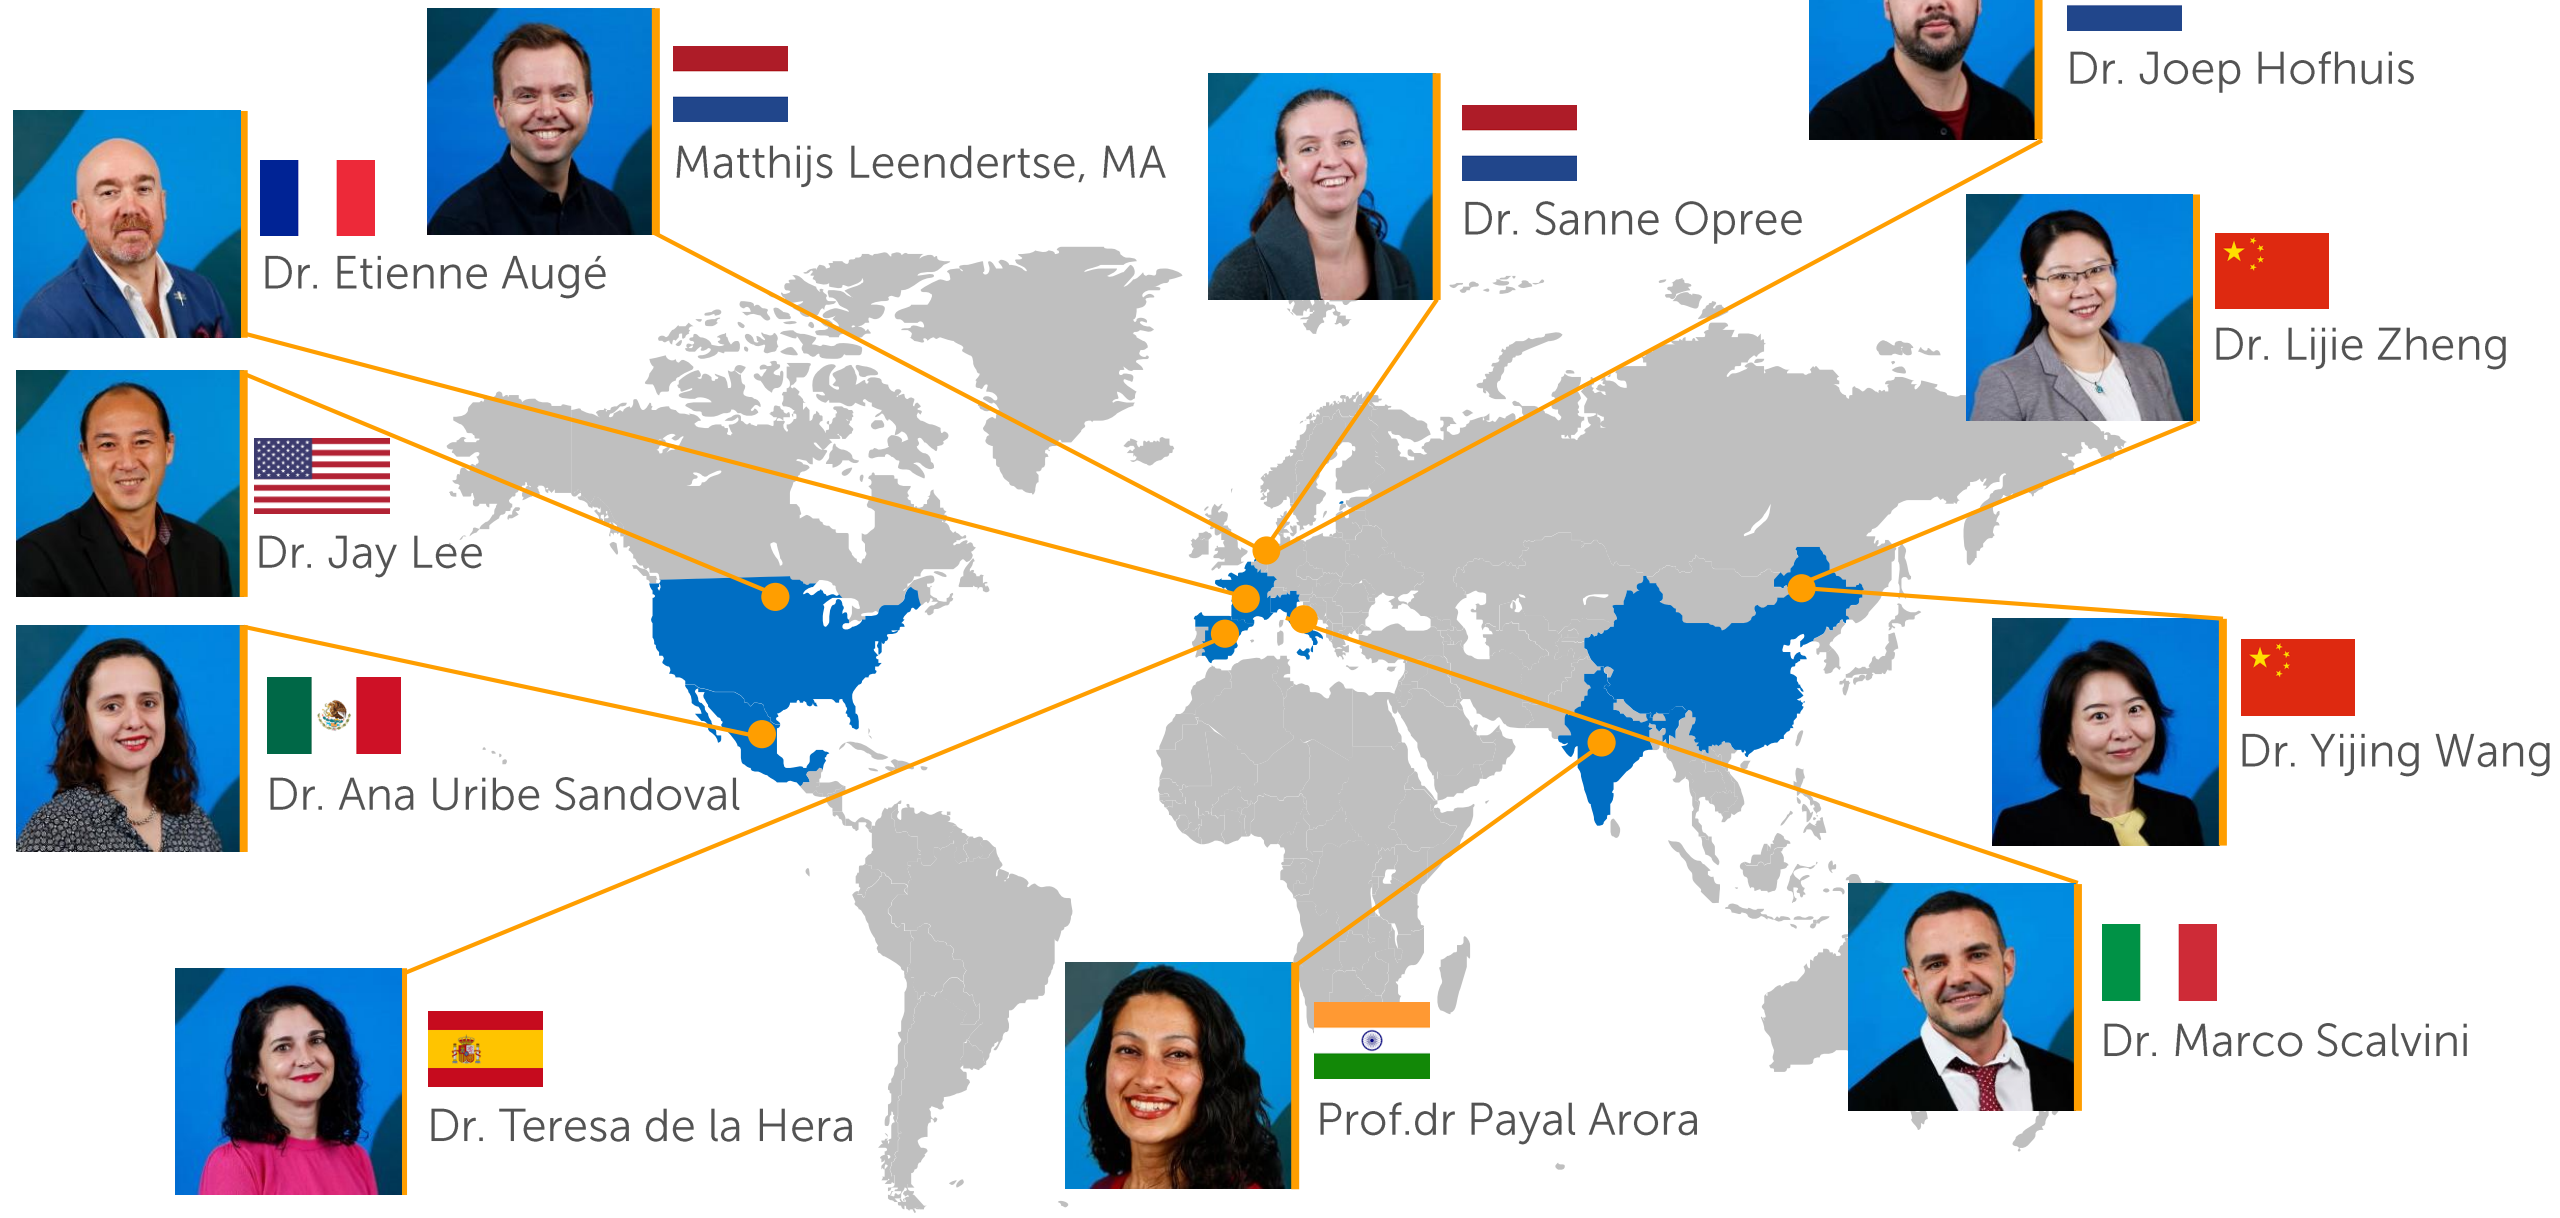 Dr. Joep Hofhuis
Matthijs Leendertse, MA
Dr. Sanne Opree
Dr. Etienne Augé
Dr. Lijie Zheng
Dr. Jay Lee
Dr. Yijing Wang
Dr. Ana Uribe Sandoval
Dr. Marco Scalvini
Dr. Teresa de la Hera
Prof.dr Payal Arora